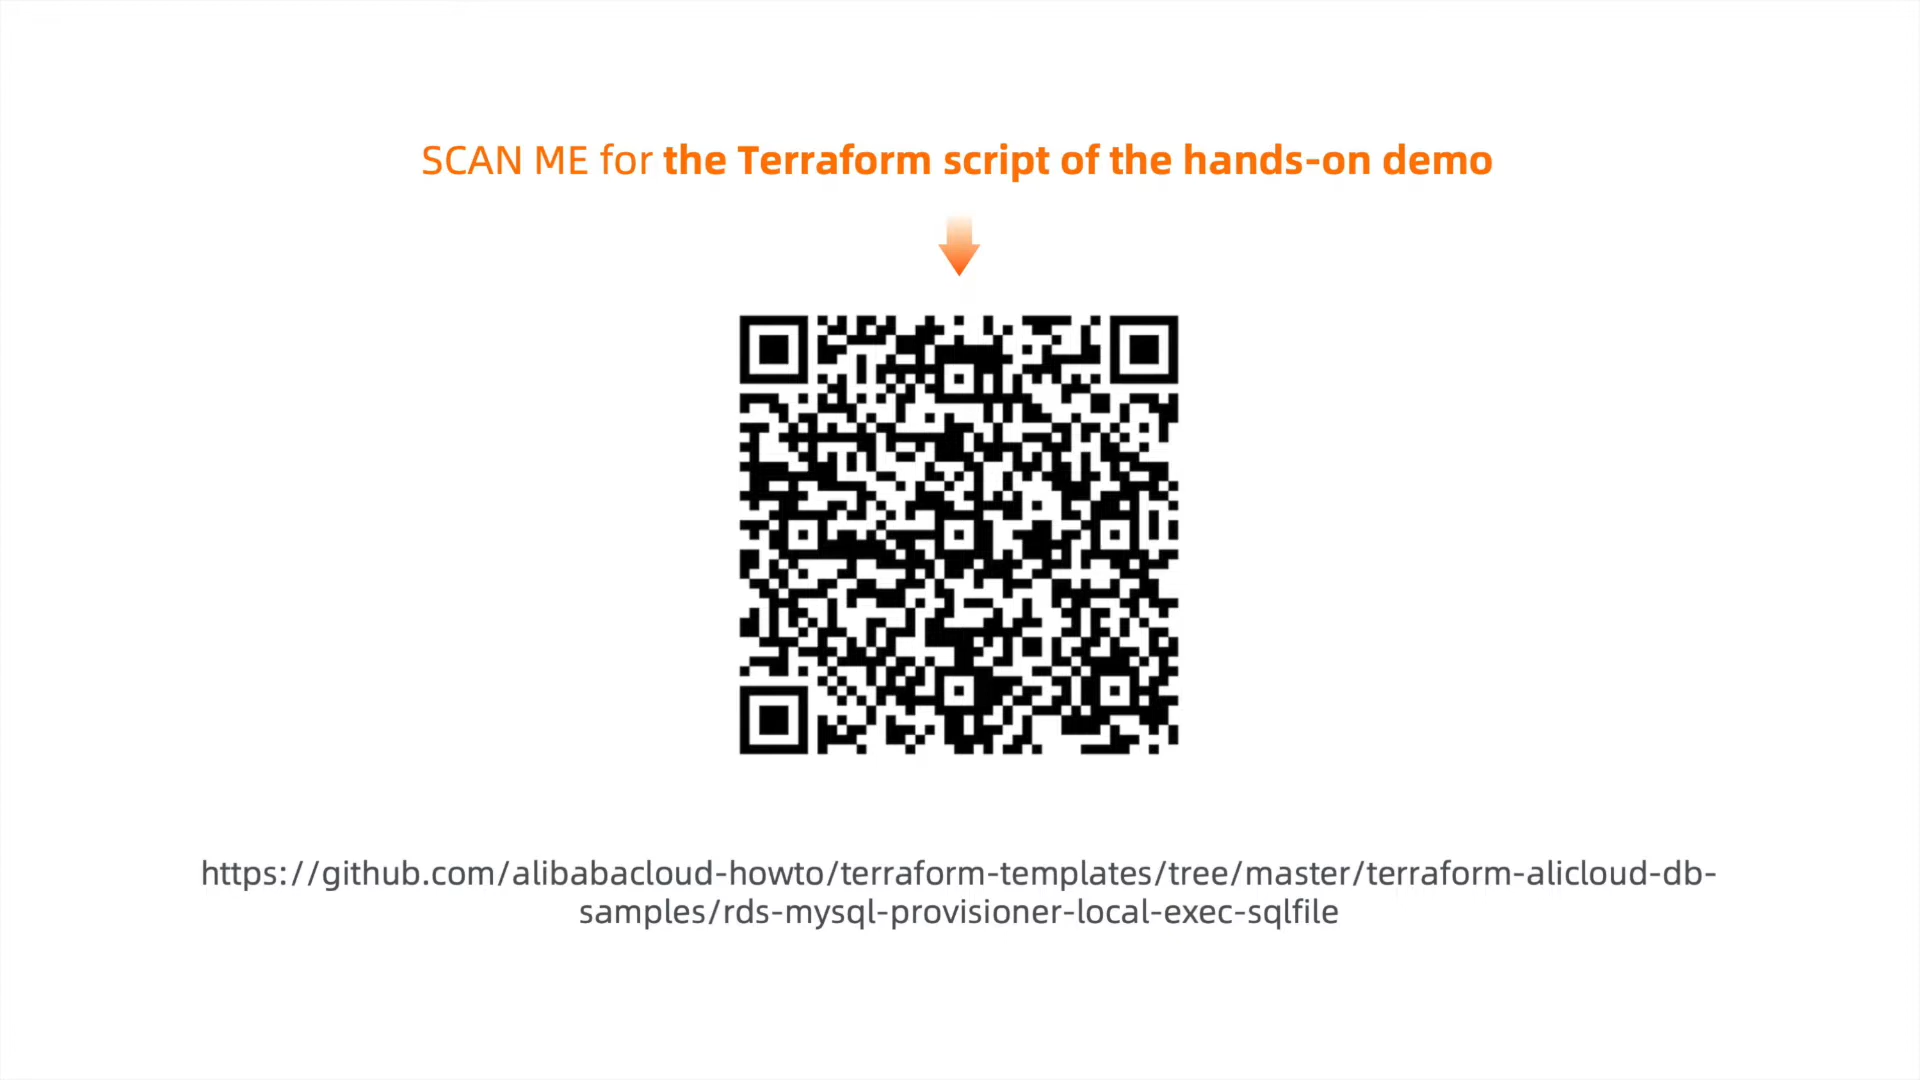 SCAN ME for the Terraform script of the hands-on demo
https://github.com/alibabacloud-howto/terraform-templates/tree/master/terraform-alicloud-db-
samples/rds-mysql-provisioner-local-exec-sqlfile